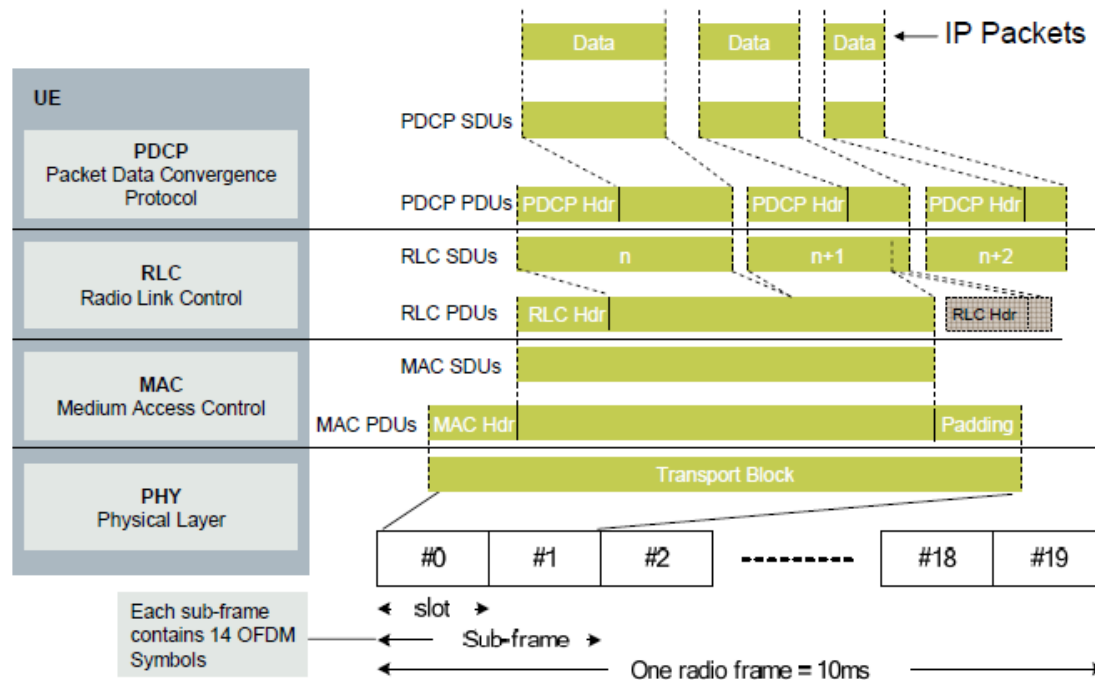 Data
Data
Data
IP Packets
UE
PDCP SDUs
PDCP
Packet Data Convergence
Protocol
PDCP PDUs
PDCP Hdr
PDCP Hdr
PDCP Hdr
RLC SDUs
n
n+1
n+2
RLC
Radio Link Control
RLC PDUs
RLC Hdr
RLC Hdr
MAC SDUs
MAC
Medium Access Control
MAC PDUs
MAC Hdr
Padding
Transport Block
PHY
Physical Layer
#0
#1
#2
#18
#19
slot
Each sub-frame
contains 14 OFDM
Symbols
Sub-frame
One radio frame = 10ms